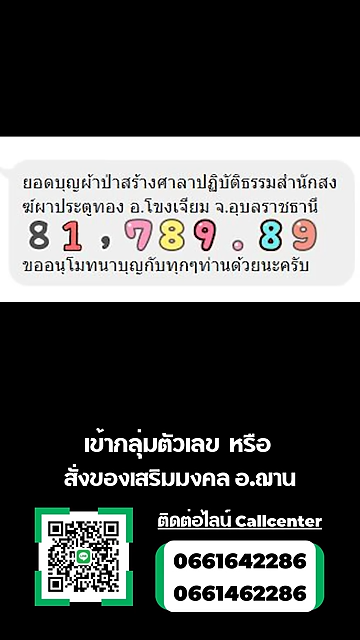 ยอดบุญผ้าป่าสร้างศาลาปฏิบัติธรรมสำนักสง
ฆ์ผาประตูทอง อ.โขงเจียม จ.อุบลราชธานี
81,789.89
ขออนุโมทนาบุญกับทุกๆท่านด้วยนะครับ
เข้ากลุ่มตัวเลข หรือ
สั่งของเสริมมงคล อ.ฌาน
ติดต่อไลน์ Callcenter
0661642286
0661462286